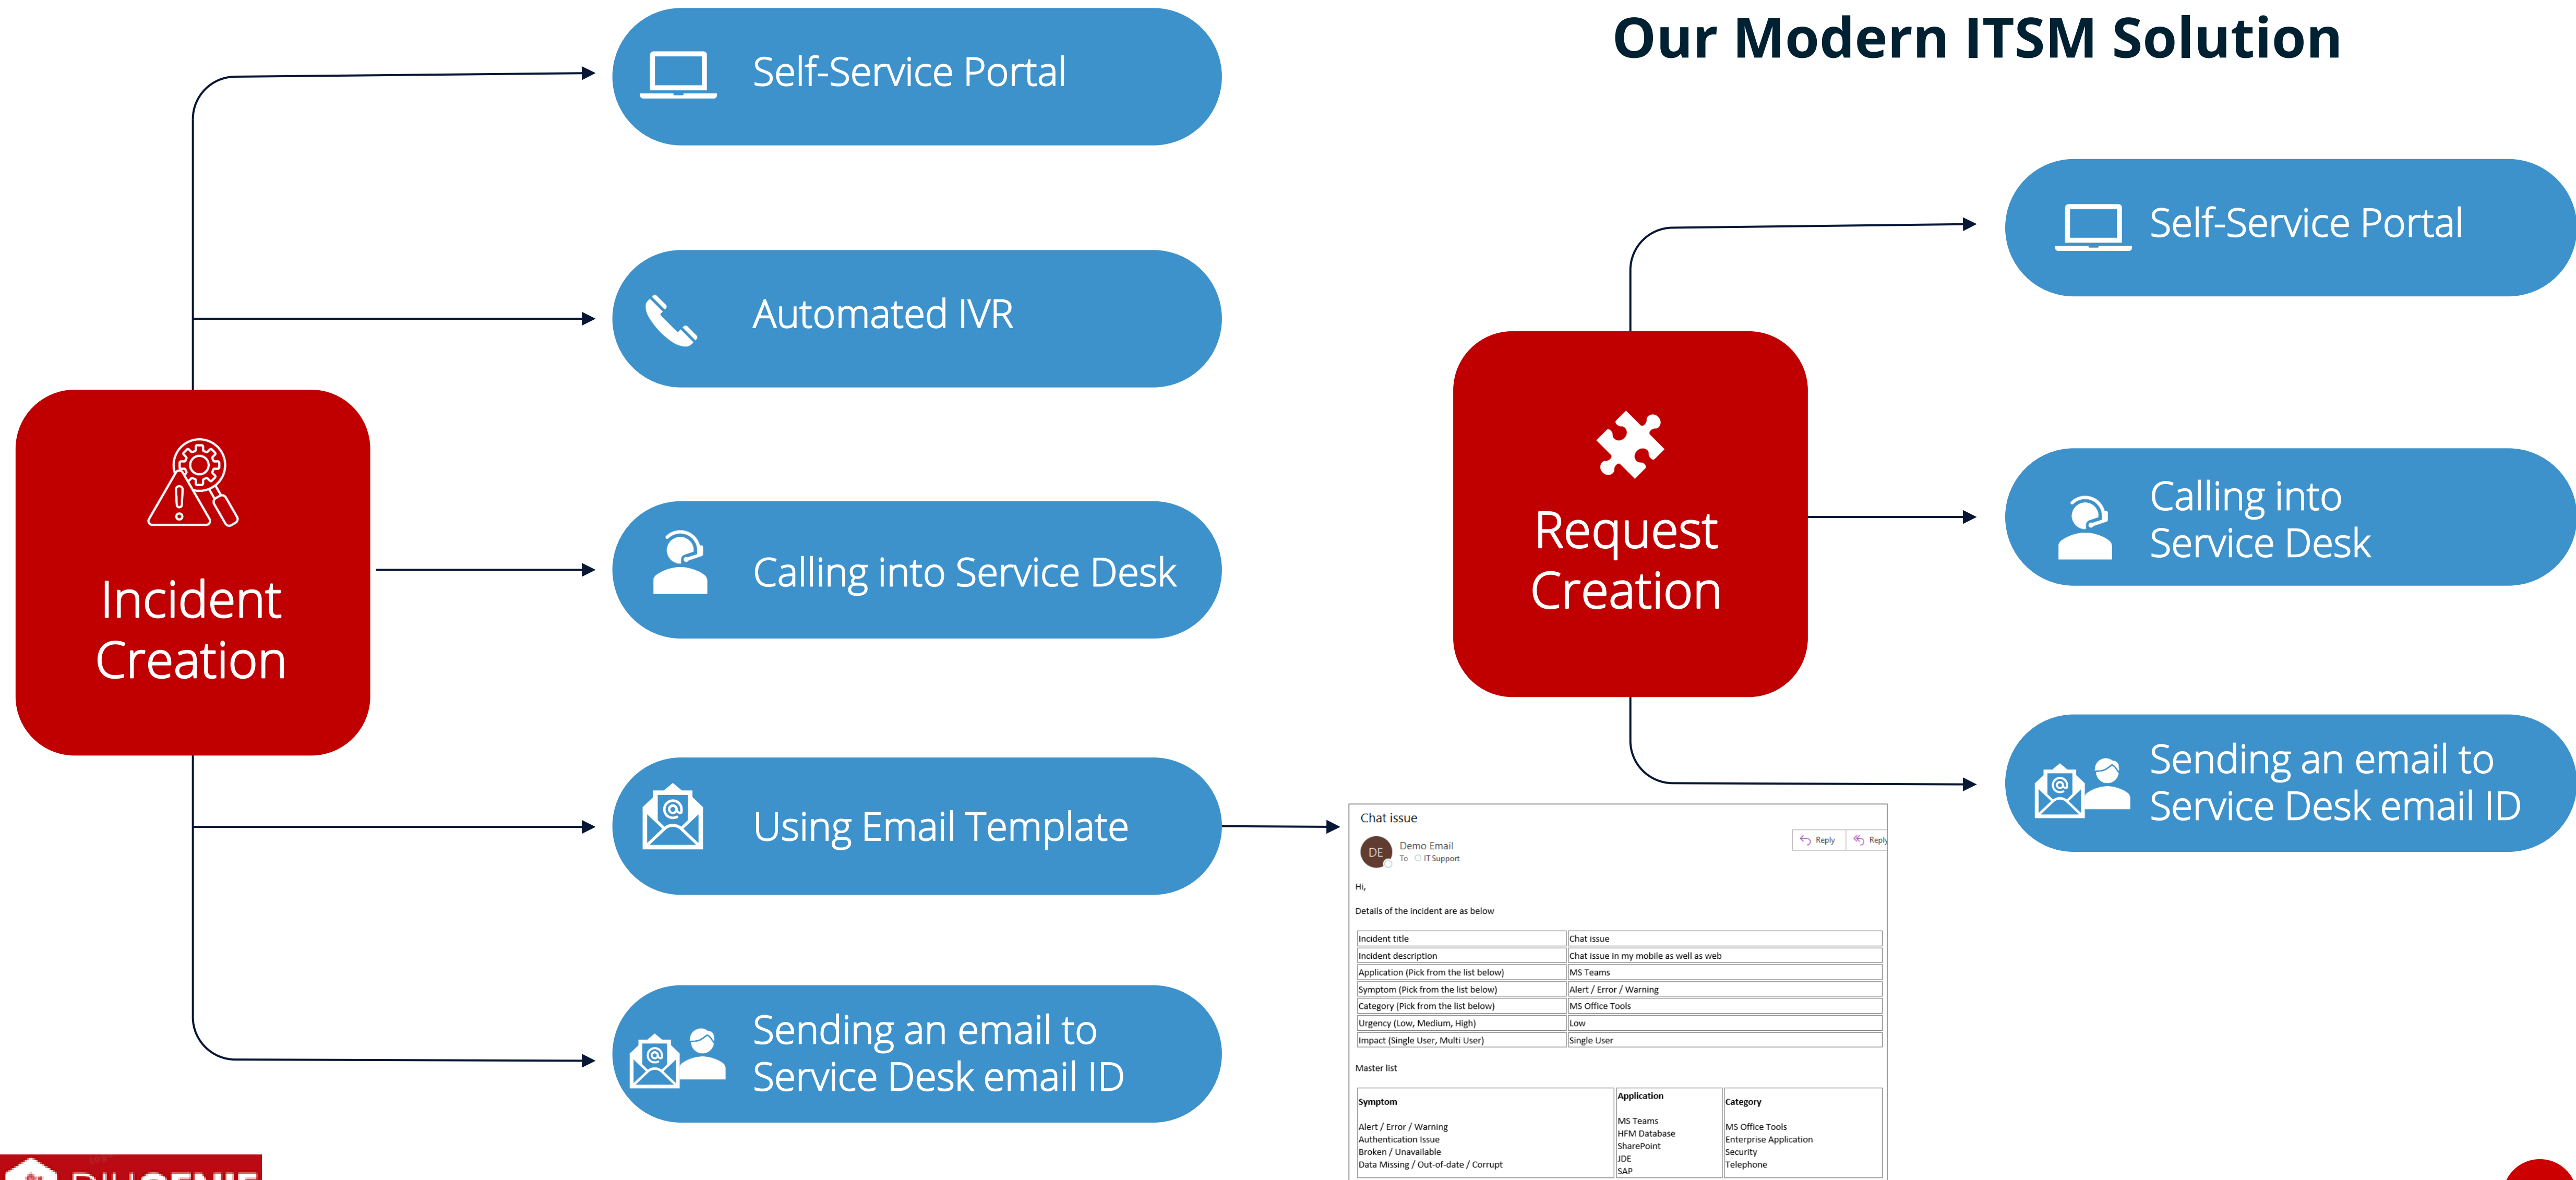 Our Modern ITSM Solution
Incident
Creation
Self-Service Portal
Automated IVR
Calling into Service Desk
Using Email Template
Sending an email to
Service Desk email ID
Request
Creation
Self-Service Portal
Calling into
Service Desk
Sending an email to
Service Desk email ID
Chat issue
DE
Demo Email
To IT Support
Reply Reply
Hi,
Details of the incident are as below
Incident title Chat issue
Incident description Chat issue in my mobile as well as web
Application (Pick from the list below) MS Teams
Symptom (Pick from the list below) Alert / Error / Warning
Category (Pick from the list below) MS Office Tools
Urgency (Low, Medium, High) Low
Impact (Single User, Multi User) Single User
Master list
Symptom
Alert / Error / Warning
Authentication Issue
Broken / Unavailable
Data Missing / Out-of-date / Corrupt
Application
MS Teams
HFM Database
SharePoint
JDE
SAP
Category
MS Office Tools
Enterprise Application
Security
Telephone